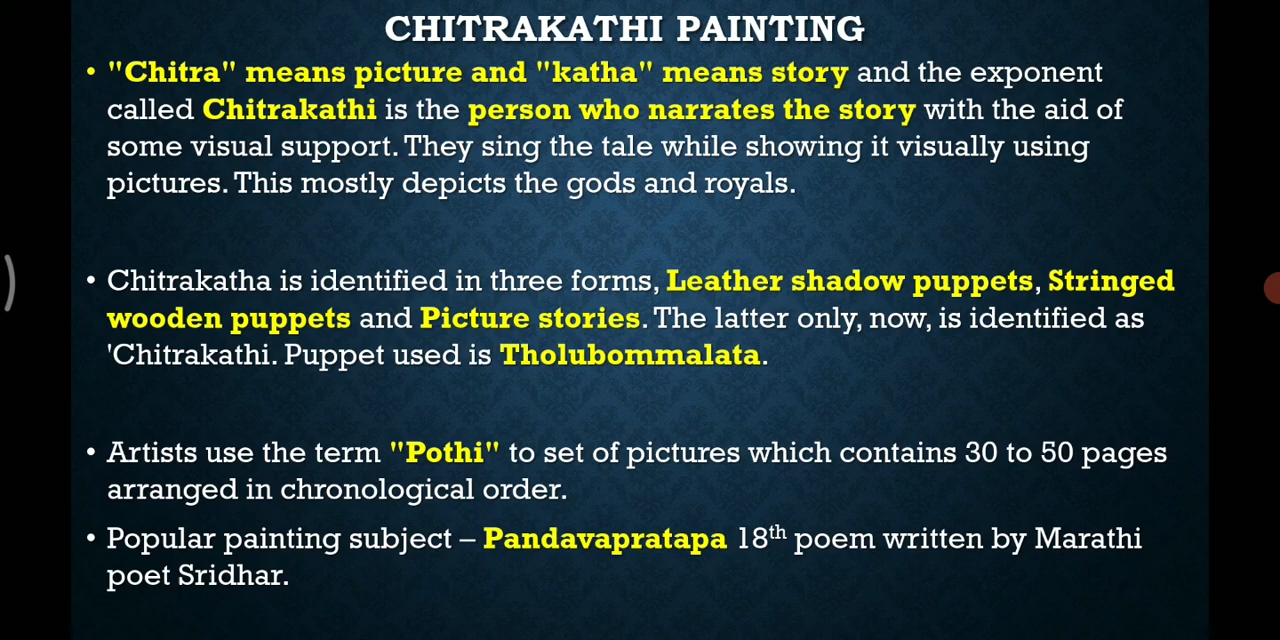 CHITRAKATHI PAINTING
• "Chitra" means picture and "katha" means story and the exponent
called Chitrakathi is the person who narrates the story with the aid of
some visual support. They sing the tale while showing it visually using
pictures. This mostly depicts the gods and royals.
• Chitrakatha is identified in three forms, Leather shadow puppets, Stringed
wooden puppets and Picture stories. The latter only, now, is identified as
'Chitrakathi. Puppet used is Tholubommalata.
• Artists use the term "Pothi" to set of pictures which contains 30 to 50 pages
arranged in chronological order.
• Popular painting subject – Pandavapratapa 18th poem written by Marathi
poet Sridhar.